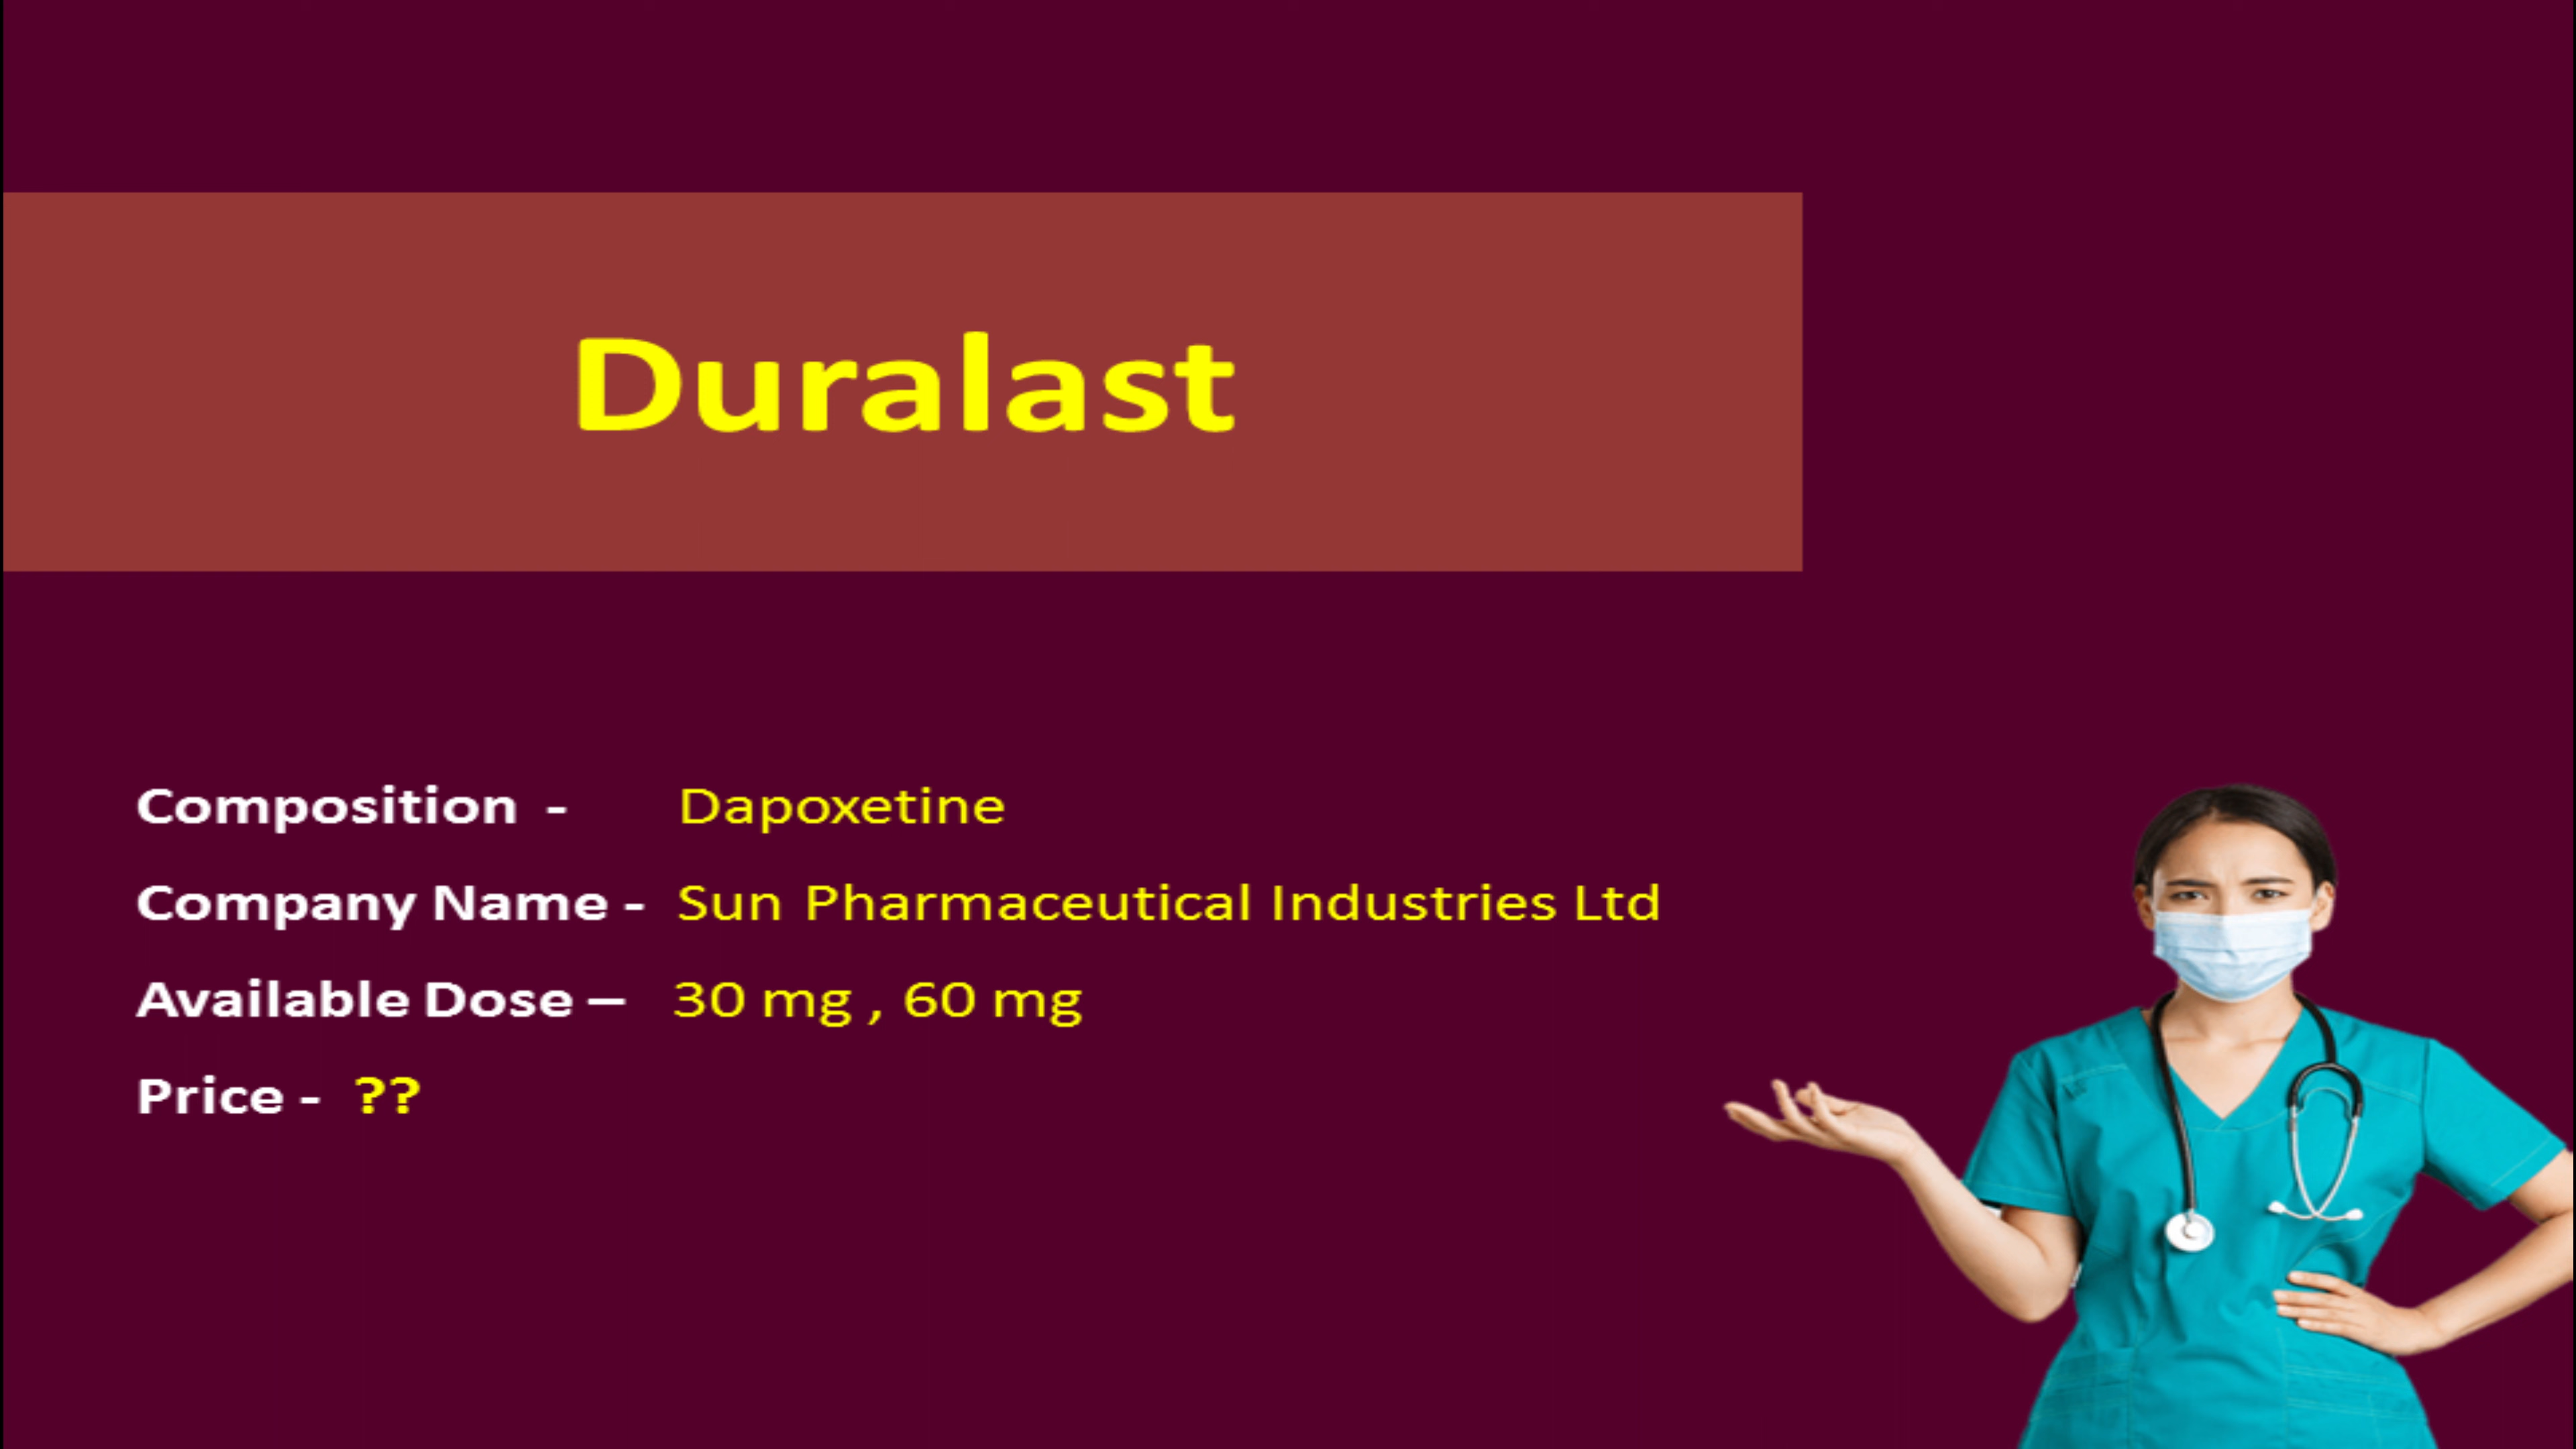 Duralast
Composition - Dapoxetine
Company Name - Sun Pharmaceutical Industries Ltd
Available Dose – 30 mg , 60 mg
Price - ??